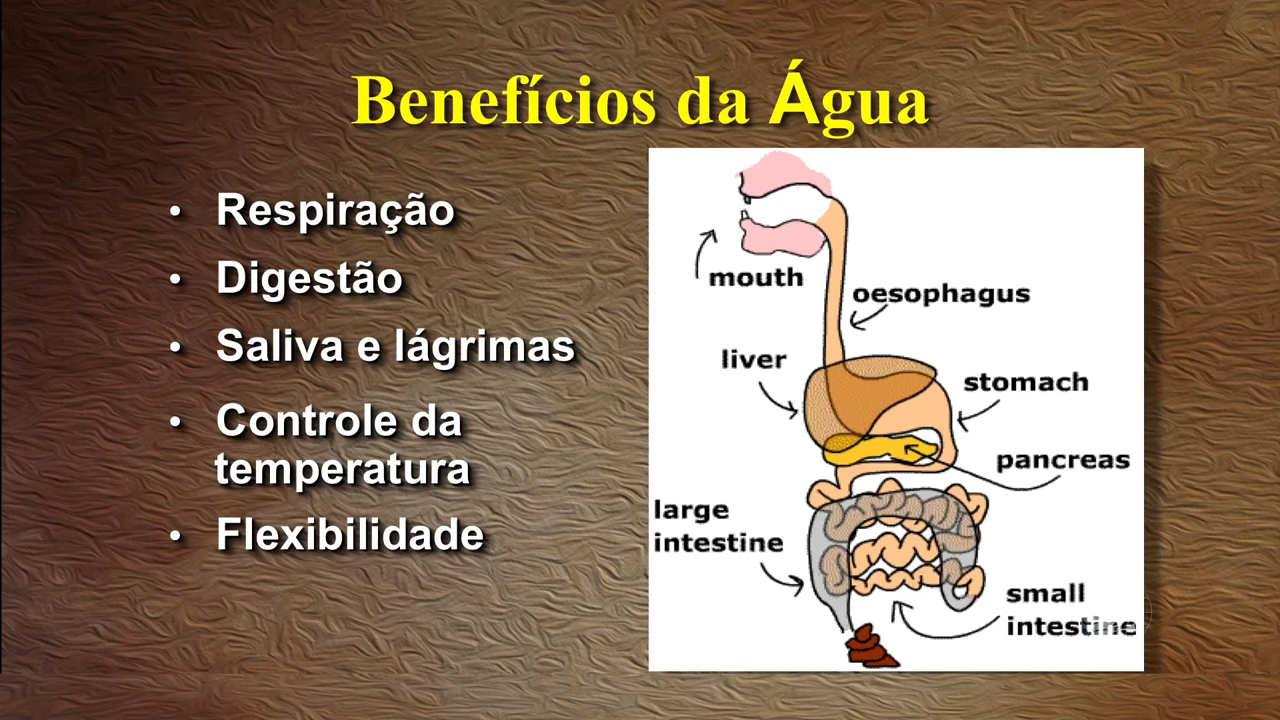 Benefícios da Água
• Respiração
• Digestão
• Saliva e lágrimas
• Controle da
temperatura
• Flexibilidade
mouth
oesophagus
liver
stomach
pancreas
large
intestine
small
intestine